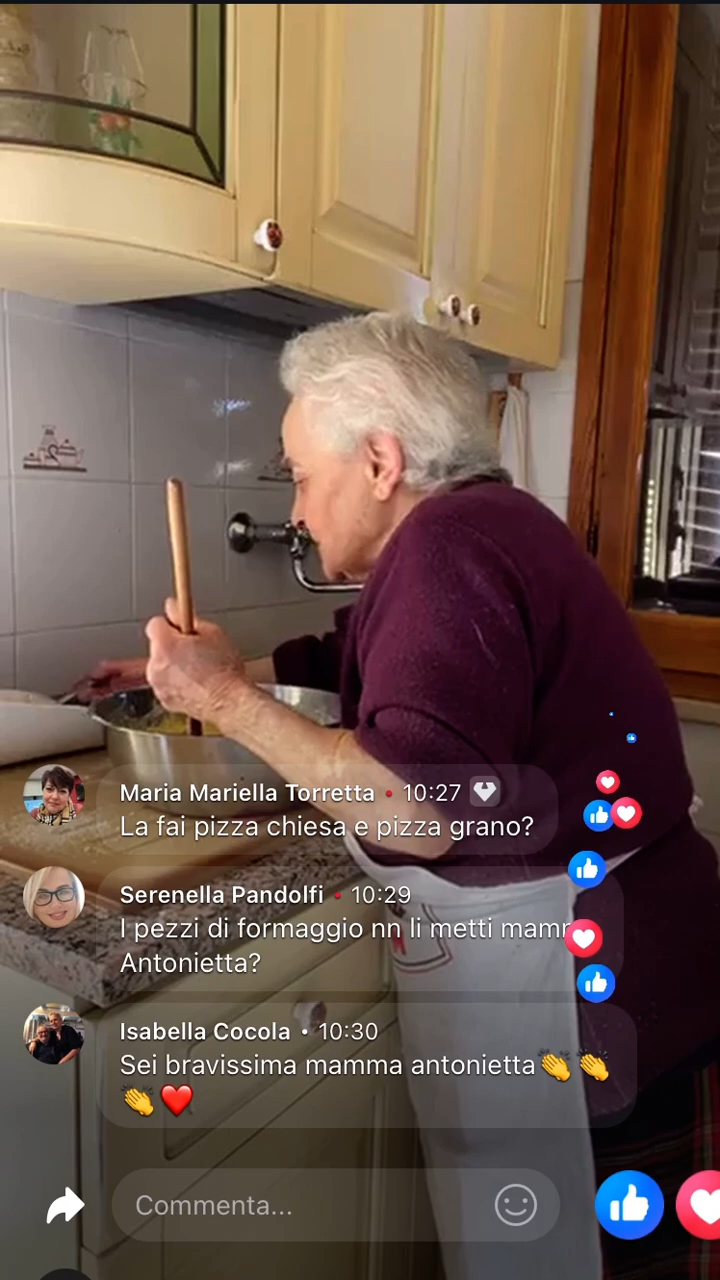 Maria Mariella Torretta • 10:27
La fai pizza chiesa e pizza grano?
Serenella Pandolfi • 10:29
I pezzi di formaggio nn li metti
Antonietta?
Isabella Cocola • 10:30
Sei bravissima mamma antonietta👏👏
👏❤️
Commenta...